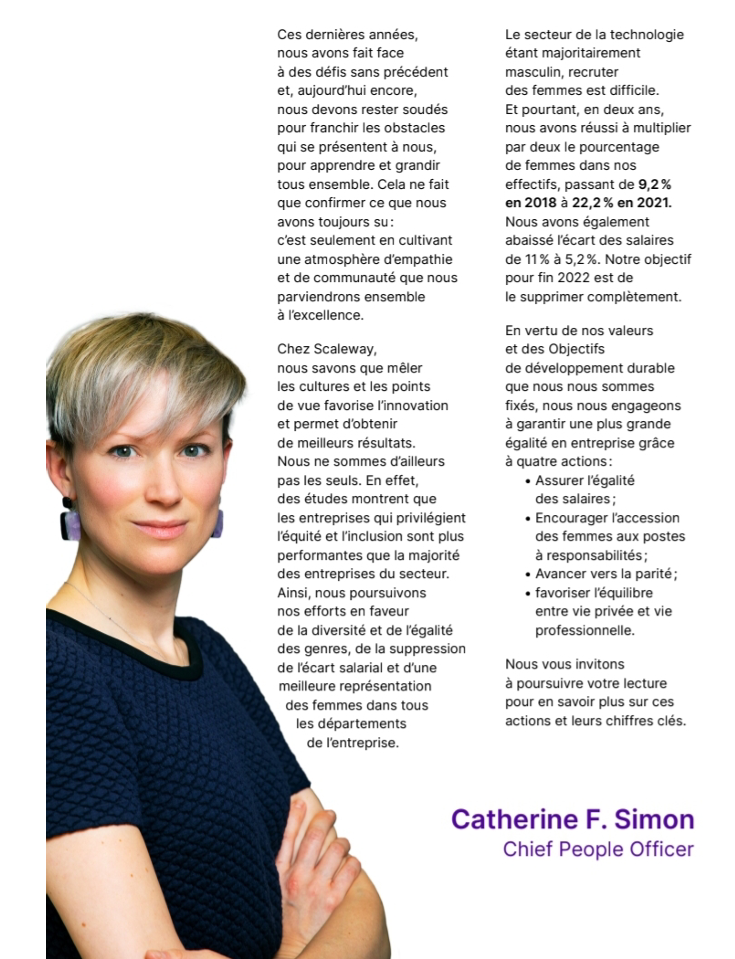 Ces dernières années,
nous avons fait face
à des défis sans précédent
et, aujourd’hui encore,
nous devons rester soudés
pour franchir les obstacles
qui se présentent à nous,
pour apprendre et grandir
tous ensemble. Cela ne fait
que confirmer ce que nous
avons toujours su :
c’est seulement en cultivant
une atmosphère d’empathie
et de communauté que nous
parviendrons ensemble
à l’excellence.
Chez Scaleway,
nous savons que mêler
les cultures et les points
de vue favorise l’innovation
et permet d’obtenir
de meilleurs résultats.
Nous ne sommes d’ailleurs
pas les seuls. En effet,
des études montrent que
les entreprises qui privilégient
l’équité et l’inclusion sont plus
performantes que la majorité
des entreprises du secteur.
Ainsi, nous poursuivons
nos efforts en faveur
de la diversité et de l’égalité
des genres, de la suppression
de l’écart salarial et d’une
meilleure représentation
des femmes dans tous
les départements
de l’entreprise.
Le secteur de la technologie
étant majoritairement
masculin, recruter
des femmes est difficile.
Et pourtant, en deux ans,
nous avons réussi à multiplier
par deux le pourcentage
de femmes dans nos
effectifs, passant de 9,2 %
en 2018 à 22,2 % en 2021.
Nous avons également
abaissé l’écart des salaires
de 11 % à 5,2 %. Notre objectif
pour fin 2022 est de
le supprimer complètement.
En vertu de nos valeurs
et des Objectifs
de développement durable
que nous nous sommes
fixés, nous nous engageons
à garantir une plus grande
égalité en entreprise grâce
à quatre actions :
• Assurer l’égalité
des salaires ;
• Encourager l’accession
des femmes aux postes
à responsabilités ;
• Avancer vers la parité ;
• favoriser l’équilibre
entre vie privée et vie
professionnelle.
Nous vous invitons
à poursuivre votre lecture
pour en savoir plus sur ces
actions et leurs chiffres clés.
Catherine F. Simon
Chief People Officer